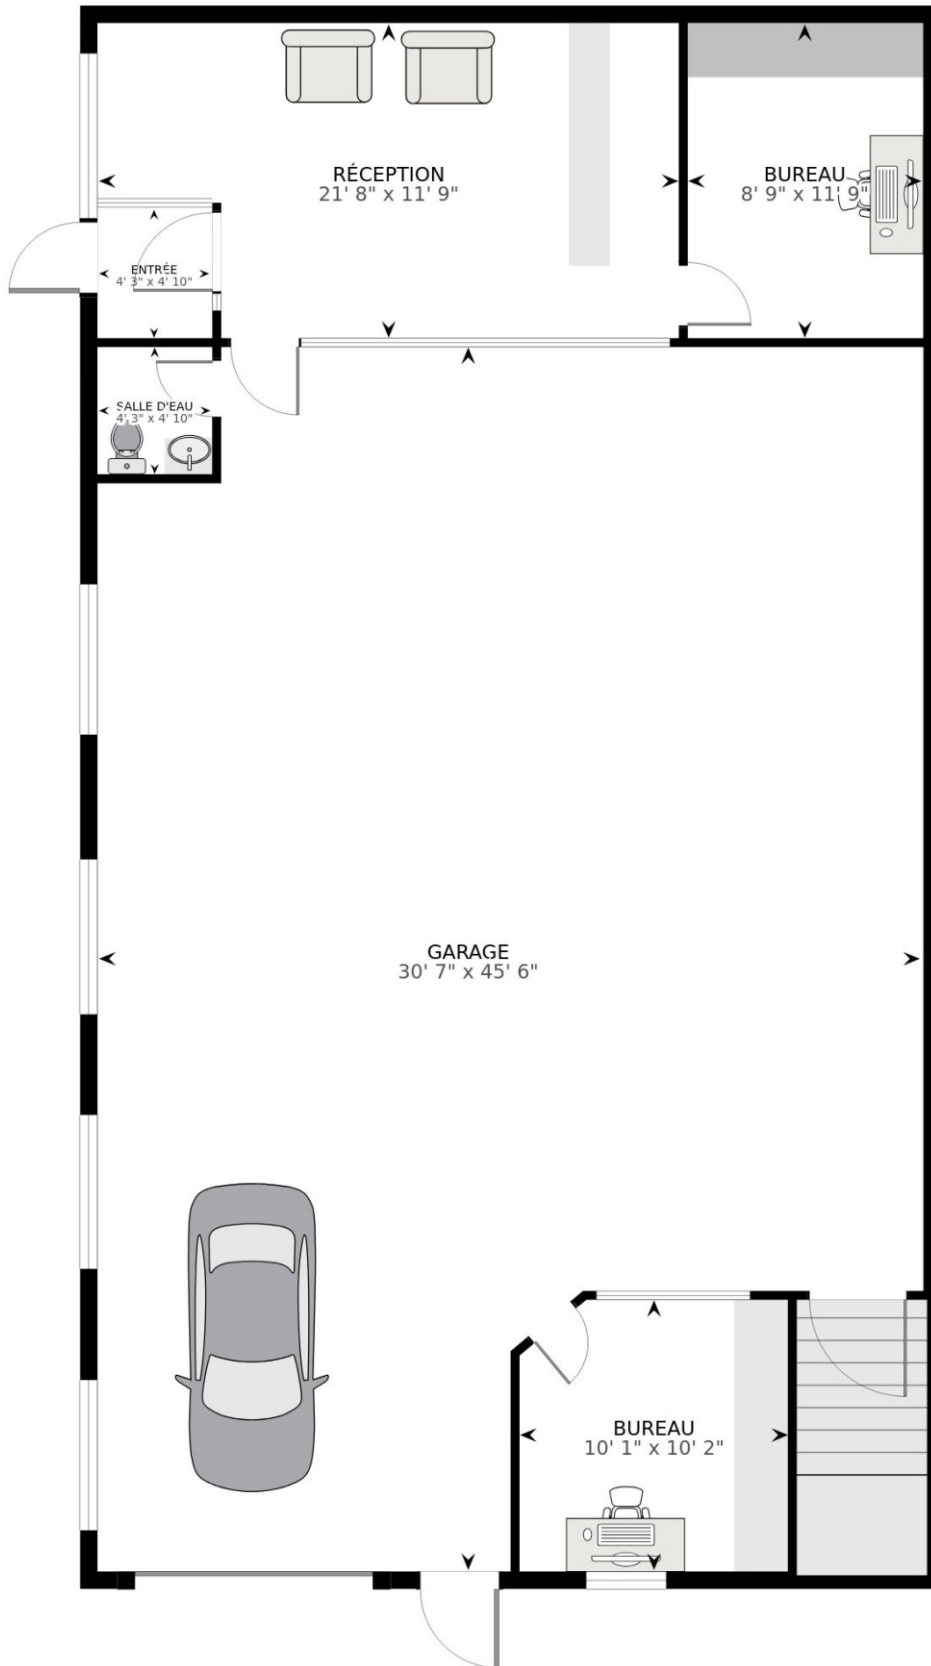 RÉCEPTION
21' 8" x 11' 9"
BUREAU
8' 9" x 11' 9"
ENTRÉE
4' 3" x 4' 10"
SALLE D'EAU
4' 3" x 4' 10"
GARAGE
30' 7" x 45' 6"
BUREAU
10' 1" x 10' 2"